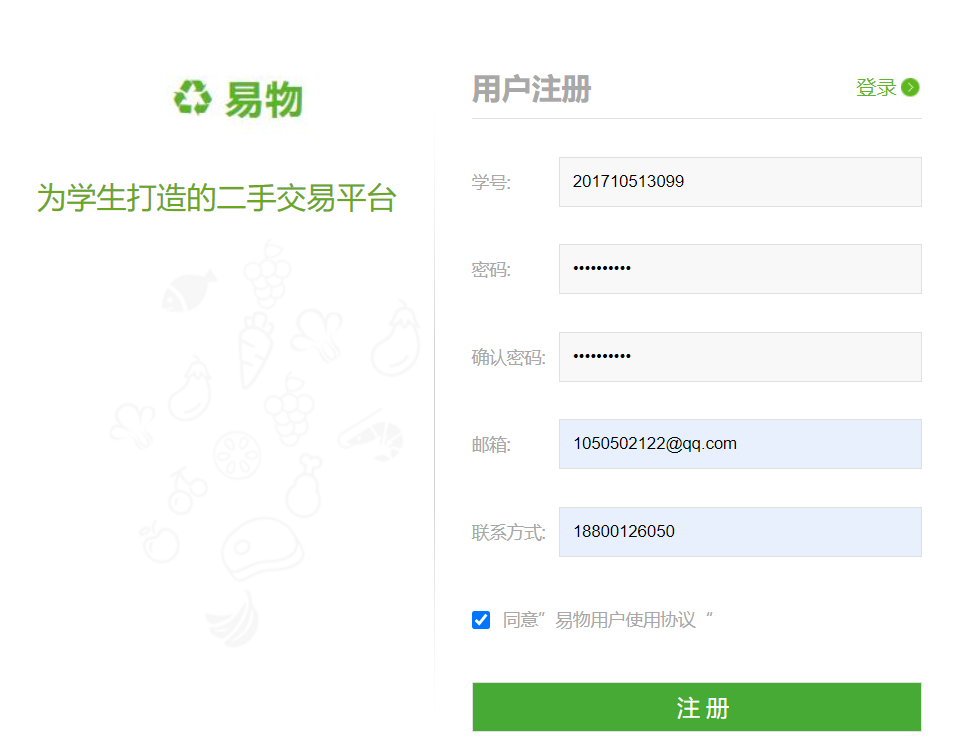 易物
为学生打造的二手交易平台
用户注册
登录
学号: 201710513099
密码: ••••••••••
确认密码: ••••••••••
邮箱: 1050502122@qq.com
联系方式: 18800126050
同意”易物用户使用协议“
注 册